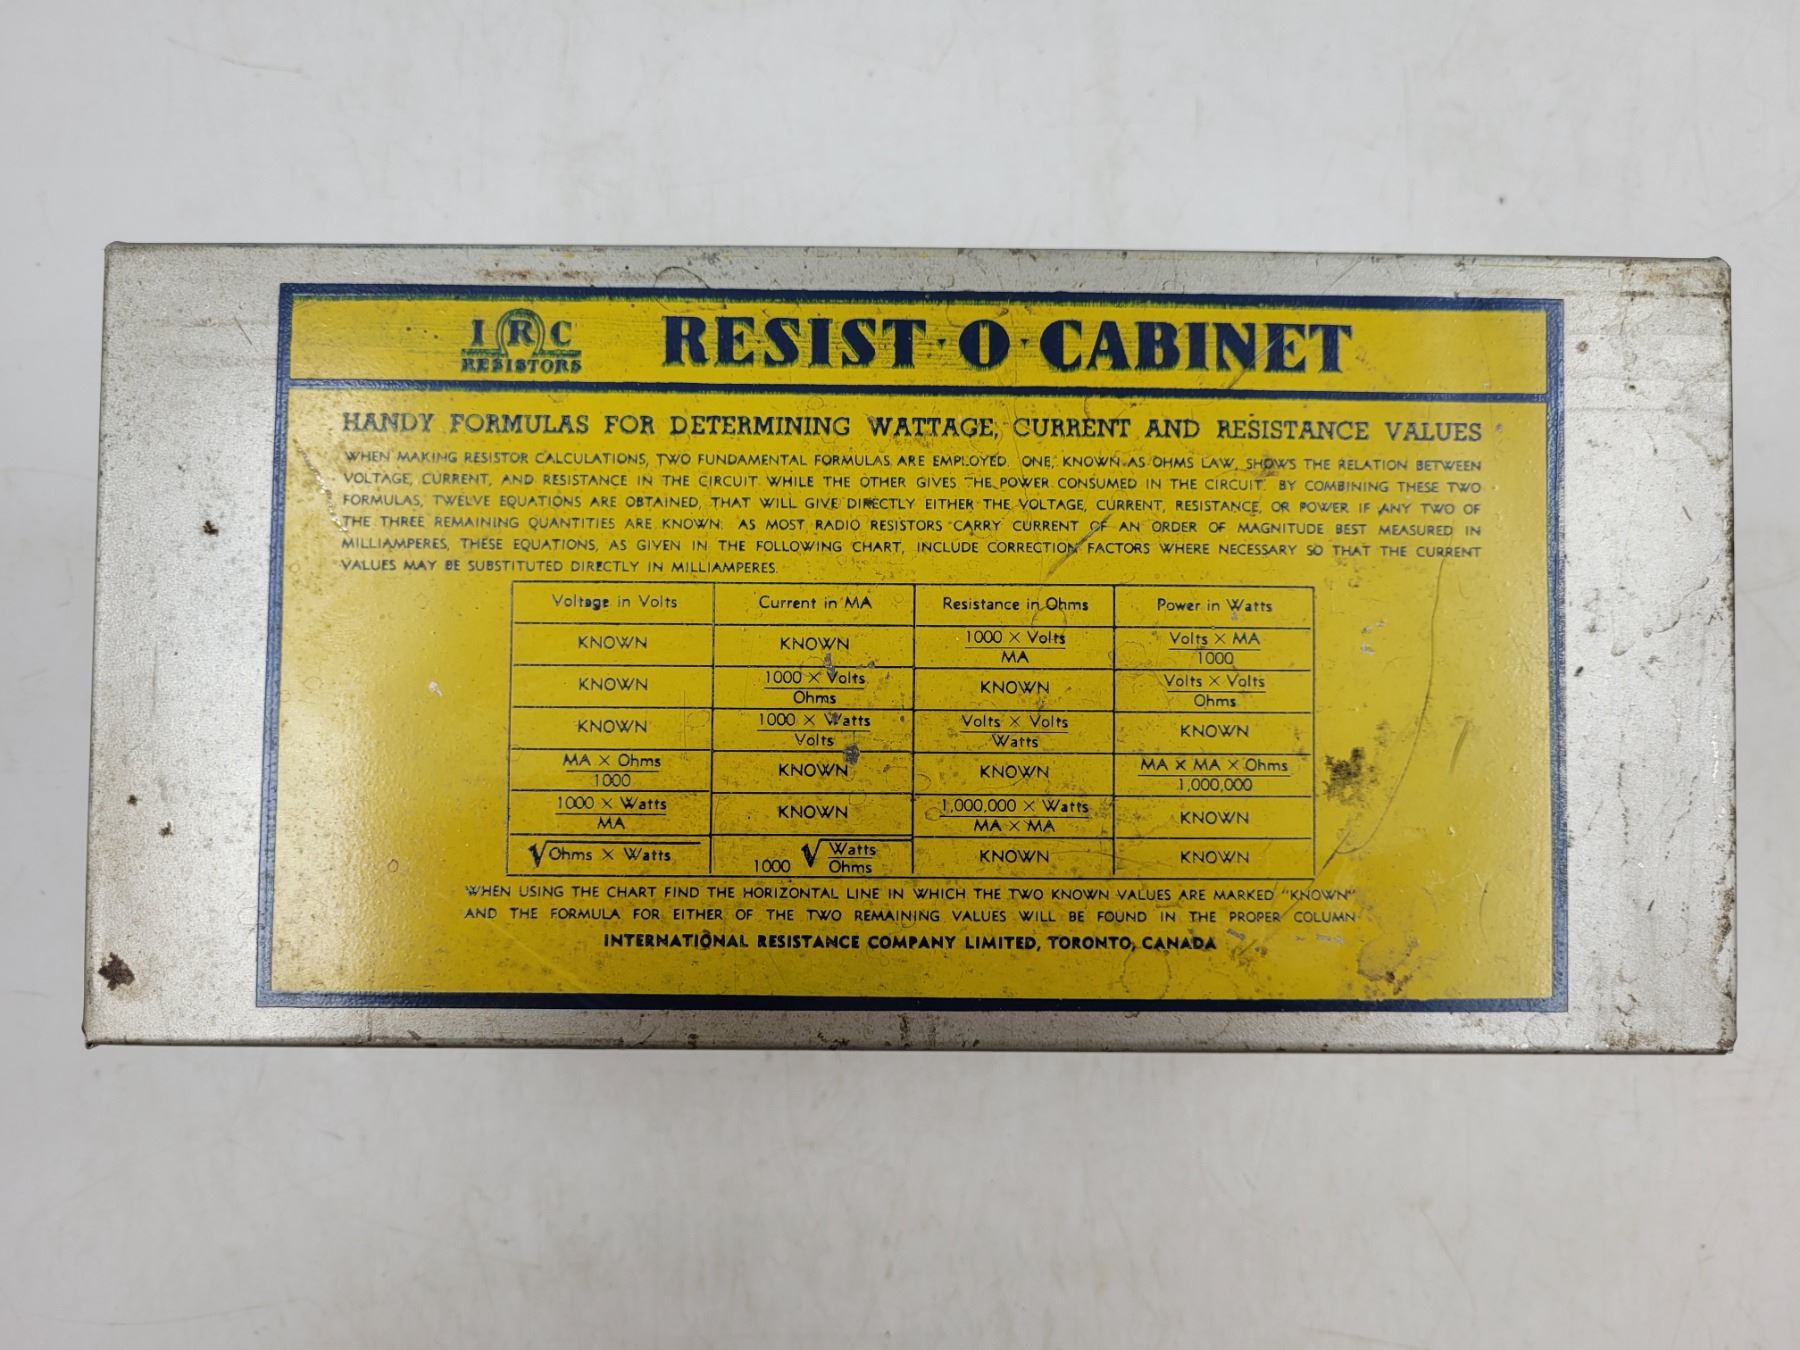 IRC
RESISTORS
RESIST·O·CABINET
HANDY FORMULAS FOR DETERMINING WATTAGE, CURRENT AND RESISTANCE VALUES
WHEN MAKING RESISTOR CALCULATIONS, TWO FUNDAMENTAL FORMULAS ARE EMPLOYED. ONE, KNOWN AS OHMS LAW, SHOWS THE RELATION BETWEEN
VOLTAGE, CURRENT, AND RESISTANCE IN THE CIRCUIT WHILE THE OTHER GIVES THE POWER CONSUMED IN THE CIRCUIT. BY COMBINING THESE TWO
FORMULAS, TWELVE EQUATIONS ARE OBTAINED, THAT WILL GIVE DIRECTLY EITHER THE VOLTAGE, CURRENT, RESISTANCE, OR POWER IF ANY TWO OF
THE THREE REMAINING QUANTITIES ARE KNOWN. AS MOST RADIO RESISTORS CARRY CURRENT OF AN ORDER OF MAGNITUDE BEST MEASURED IN
MILLIAMPERES, THESE EQUATIONS, AS GIVEN IN THE FOLLOWING CHART, INCLUDE CORRECTION FACTORS WHERE NECESSARY SO THAT THE CURRENT
VALUES MAY BE SUBSTITUTED DIRECTLY IN MILLIAMPERES.
Voltage in Volts Current in MA Resistance in Ohms Power in Watts
KNOWN KNOWN 1000 × Volts / MA Volts × MA / 1000
KNOWN 1000 × Volts / Ohms KNOWN Volts × Volts / Ohms
KNOWN 1000 × Watts / Volts Volts × Volts / Watts KNOWN
MA × Ohms / 1000 KNOWN KNOWN MA × MA × Ohms / 1,000,000
1000 × Watts / MA KNOWN 1,000,000 × Watts / MA × MA KNOWN
√Ohms × Watts 1000 √Watts / Ohms KNOWN KNOWN
WHEN USING THE CHART FIND THE HORIZONTAL LINE IN WHICH THE TWO KNOWN VALUES ARE MARKED "KNOWN"
AND THE FORMULA FOR EITHER OF THE TWO REMAINING VALUES WILL BE FOUND IN THE PROPER COLUMN
INTERNATIONAL RESISTANCE COMPANY LIMITED, TORONTO, CANADA